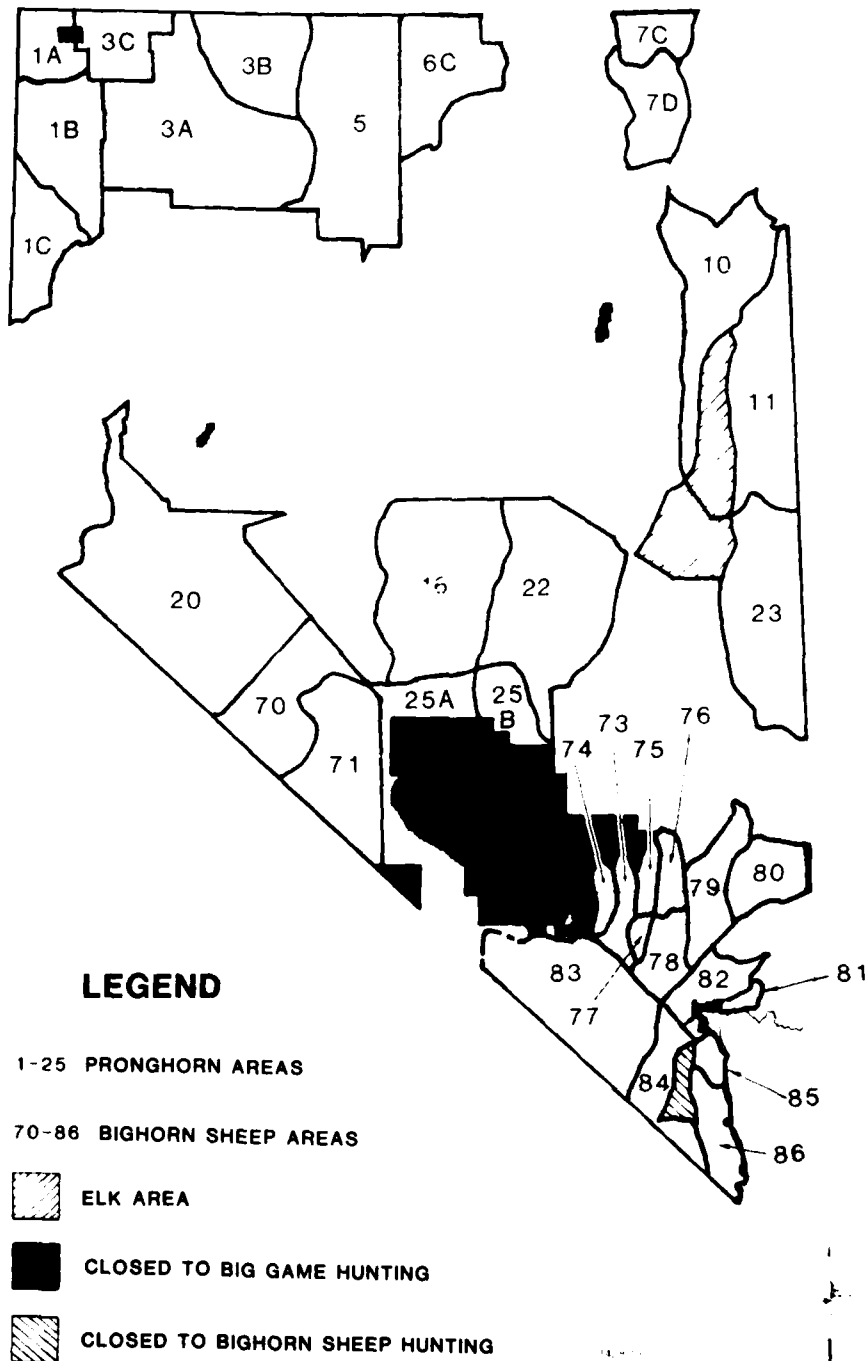 1A
3C
3B
6C
7C
7D
1B
3A
5
1C
10
11
20
16
22
23
70
25A
25
B
71
73
76
74
75
79
80
83
78
82
81
77
84
85
86
LEGEND
1-25 PRONGHORN AREAS
70-86 BIGHORN SHEEP AREAS
ELK AREA
CLOSED TO BIG GAME HUNTING
CLOSED TO BIGHORN SHEEP HUNTING